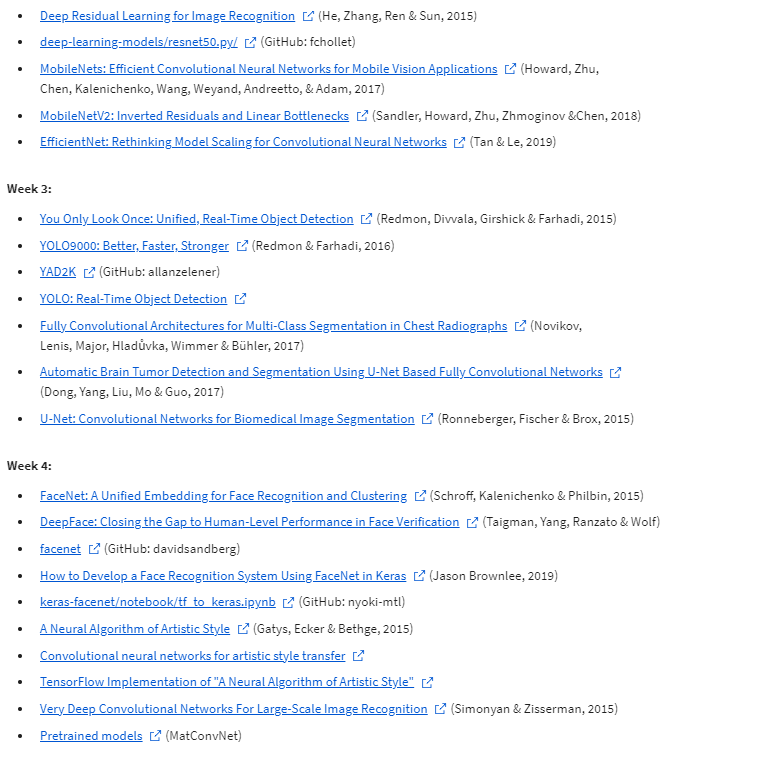 Deep Residual Learning for Image Recognition (He, Zhang, Ren & Sun, 2015)
deep-learning-models/resnet50.py/ (GitHub: fchollet)
MobileNets: Efficient Convolutional Neural Networks for Mobile Vision Applications (Howard, Zhu,
Chen, Kalenichenko, Wang, Weyand, Andreetto, & Adam, 2017)
MobileNetV2: Inverted Residuals and Linear Bottlenecks (Sandler, Howard, Zhu, Zhmoginov &Chen, 2018)
EfficientNet: Rethinking Model Scaling for Convolutional Neural Networks (Tan & Le, 2019)
Week 3:
You Only Look Once: Unified, Real-Time Object Detection (Redmon, Divvala, Girshick & Farhadi, 2015)
YOLO9000: Better, Faster, Stronger (Redmon & Farhadi, 2016)
YAD2K (GitHub: allanzelener)
YOLO: Real-Time Object Detection
Fully Convolutional Architectures for Multi-Class Segmentation in Chest Radiographs (Novikov,
Lenis, Major, Hladůvka, Wimmer & Bühler, 2017)
Automatic Brain Tumor Detection and Segmentation Using U-Net Based Fully Convolutional Networks
(Dong, Yang, Liu, Mo & Guo, 2017)
U-Net: Convolutional Networks for Biomedical Image Segmentation (Ronneberger, Fischer & Brox, 2015)
Week 4:
FaceNet: A Unified Embedding for Face Recognition and Clustering (Schroff, Kalenichenko & Philbin, 2015)
DeepFace: Closing the Gap to Human-Level Performance in Face Verification (Taigman, Yang, Ranzato & Wolf)
facenet (GitHub: davidsandberg)
How to Develop a Face Recognition System Using FaceNet in Keras (Jason Brownlee, 2019)
keras-facenet/notebook/tf_to_keras.ipynb (GitHub: nyoki-mtl)
A Neural Algorithm of Artistic Style (Gatys, Ecker & Bethge, 2015)
Convolutional neural networks for artistic style transfer
TensorFlow Implementation of "A Neural Algorithm of Artistic Style"
Very Deep Convolutional Networks For Large-Scale Image Recognition (Simonyan & Zisserman, 2015)
Pretrained models (MatConvNet)